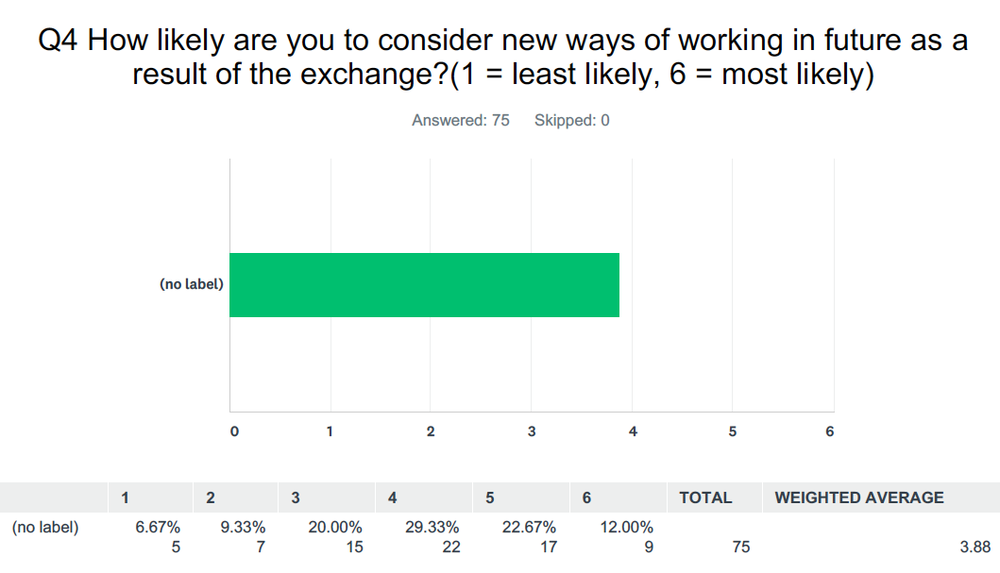 Q4 How likely are you to consider new ways of working in future as a
result of the exchange?(1 = least likely, 6 = most likely)
Answered: 75 Skipped: 0
(no label)
0 1 2 3 4 5 6
1 2 3 4 5 6 TOTAL WEIGHTED AVERAGE
(no label) 6.67% 9.33% 20.00% 29.33% 22.67% 12.00%
5 7 15 22 17 9 75 3.88